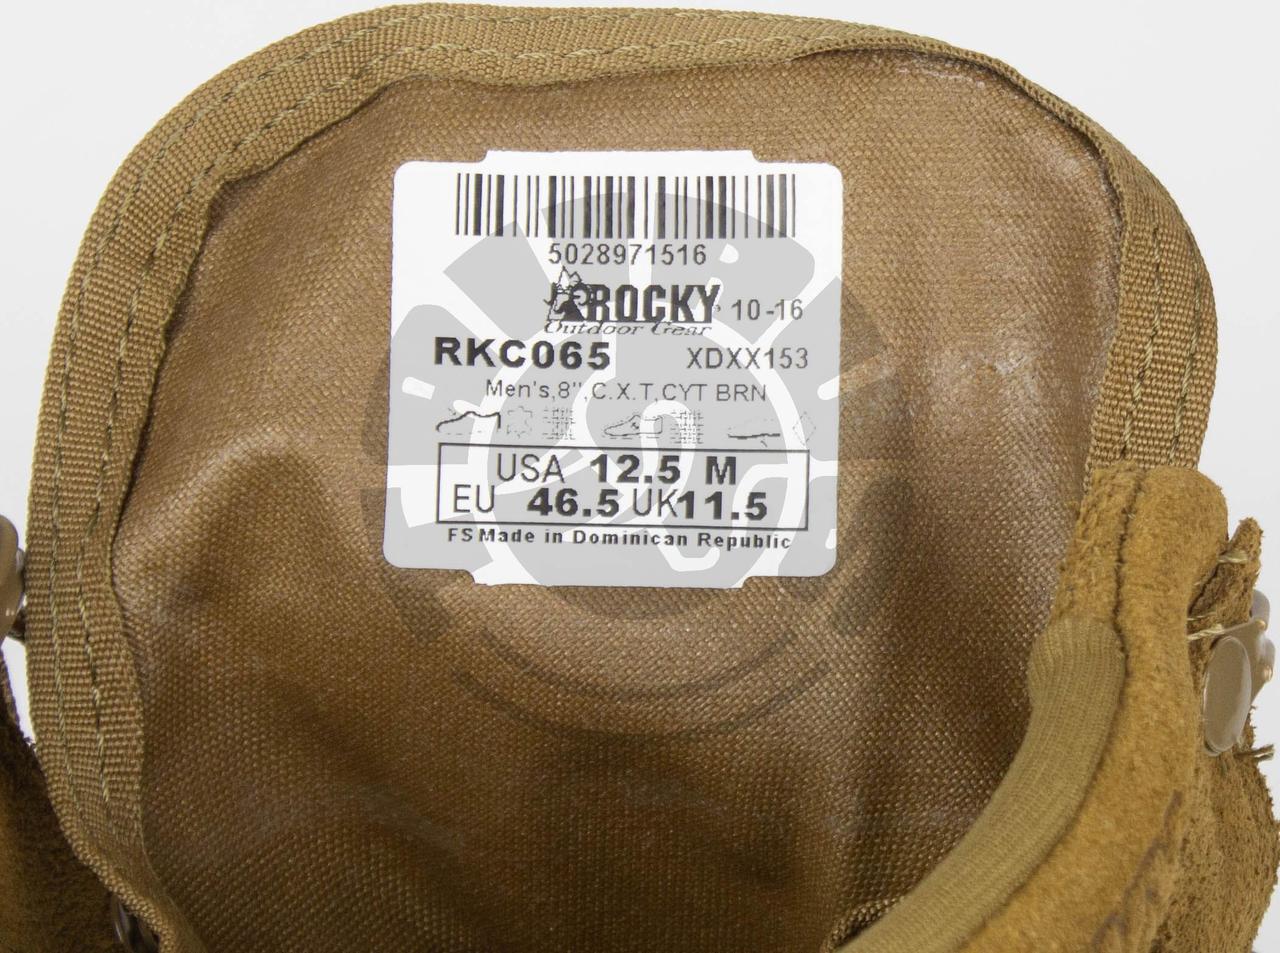 5028971516
ROCKY 10-16
Outdoor Gear
RKC065 XDXX153
Men's,8",C.X.T,CYT BRN
USA 12.5 M
EU 46.5 UK11.5
FS Made in Dominican Republic